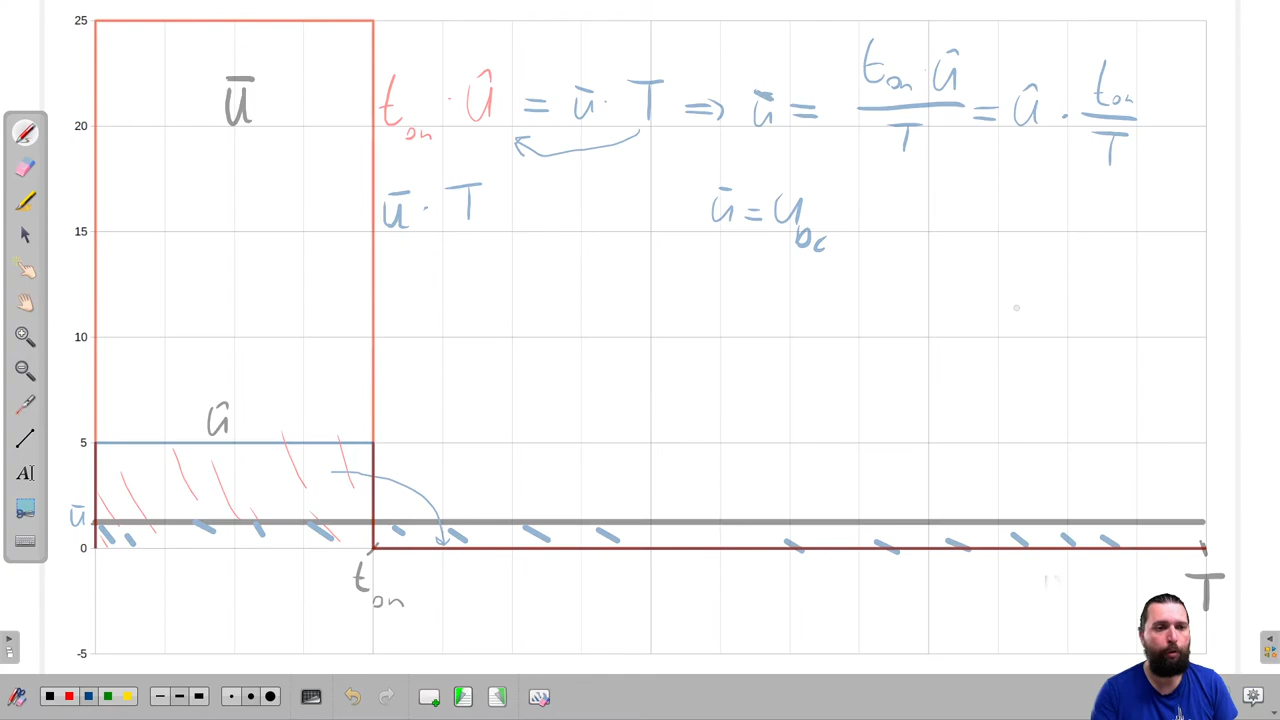 25
ū
t_on · û = ū · T ⇒ ū = t_on · û / T = û · t_on / T
20
ū · T
ū = U_DC
15
10
û
5
ū
0
t_on
T
-5
A